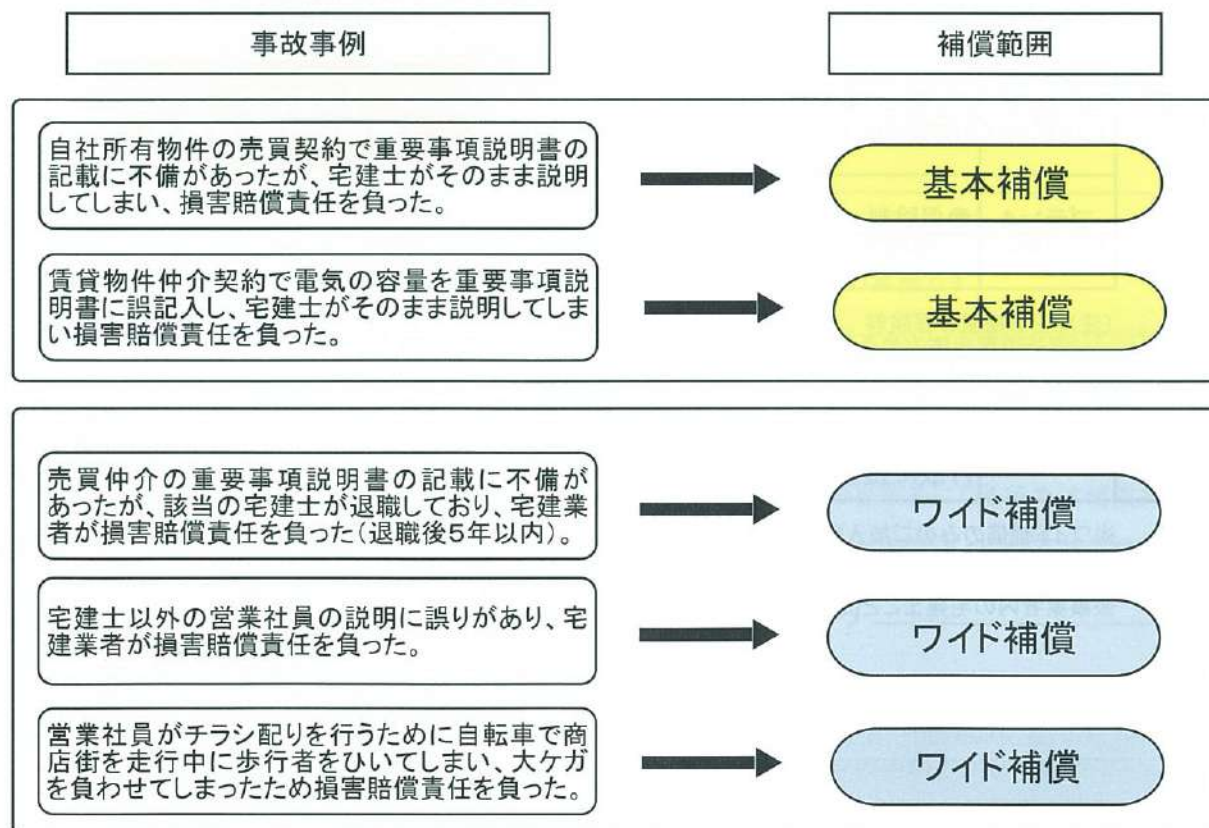 事故事例
補償範囲
自社所有物件の売買契約で重要事項説明書の
記載に不備があったが、宅建士がそのまま説明
してしまい、損害賠償責任を負った。
基本補償
賃貸物件仲介契約で電気の容量を重要事項説
明書に誤記入し、宅建士がそのまま説明してしま
い損害賠償責任を負った。
基本補償
売買仲介の重要事項説明書の記載に不備が
あったが、該当の宅建士が退職しており、宅建業
者が損害賠償責任を負った(退職後5年以内)。
ワイド補償
宅建士以外の営業社員の説明に誤りがあり、宅
建業者が損害賠償責任を負った。
ワイド補償
営業社員がチラシ配りを行うために自転車で商
店街を走行中に歩行者をひいてしまい、大ケガ
を負わせてしまったため損害賠償責任を負った。
ワイド補償